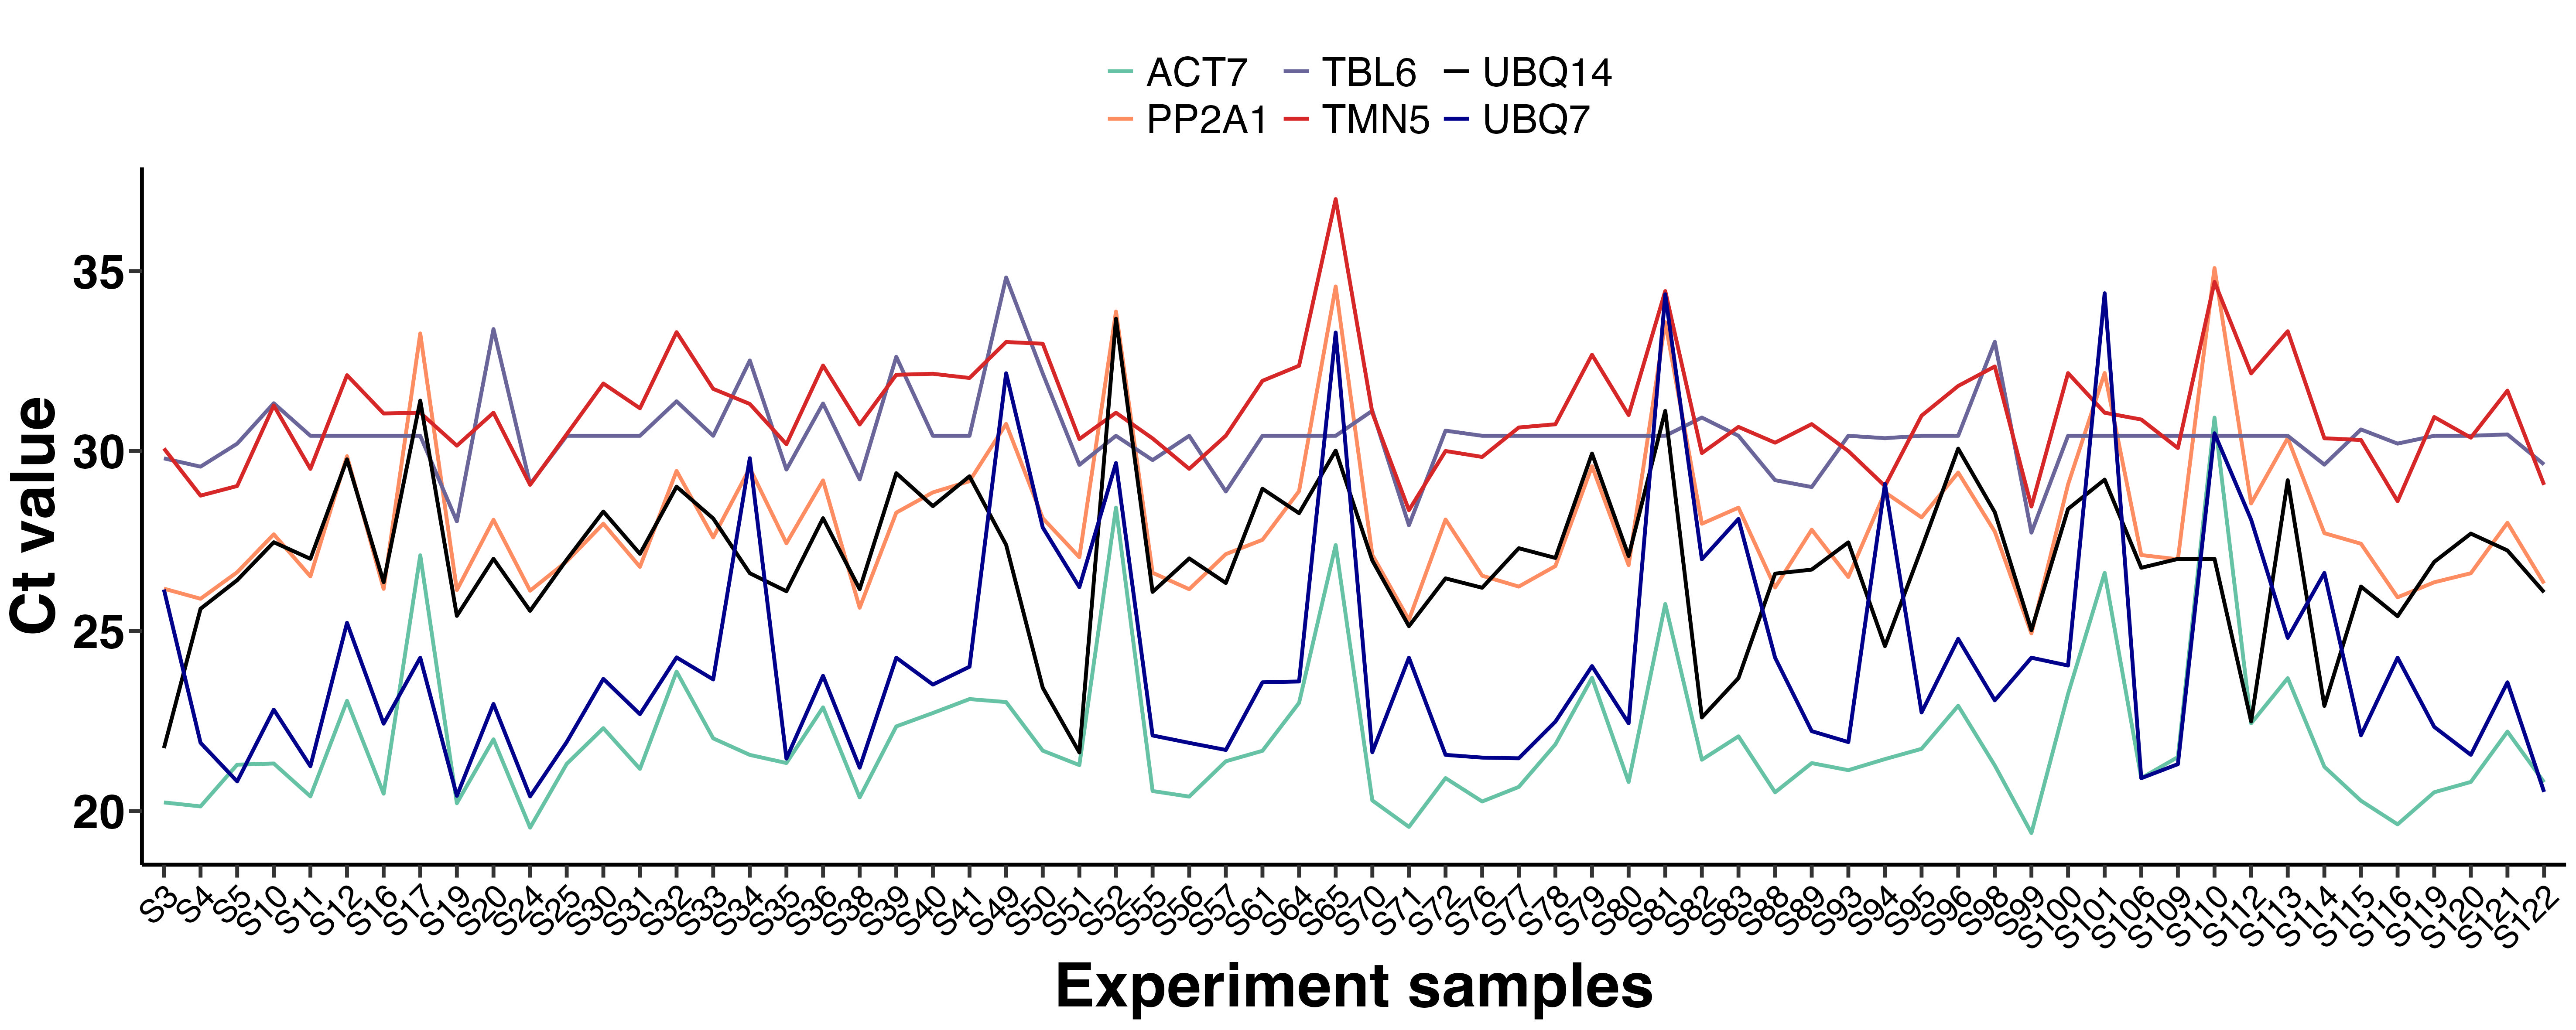 ACT7 TBL6 UBQ14
PP2A1 TMN5 UBQ7
Ct value
35
30
25
20
S3 S4 S5 S10 S11 S12 S16 S17 S19 S20 S24 S25 S30 S31 S32 S33 S34 S35 S36 S38 S39 S40 S41 S49 S50 S51 S52 S55 S56 S57 S61 S64 S65 S70 S71 S72 S76 S77 S78 S79 S80 S81 S82 S83 S88 S89 S93 S94 S95 S96 S98 S99 S100 S101 S106 S109 S110 S112 S113 S114 S115 S116 S119 S120 S121 S122
Experiment samples